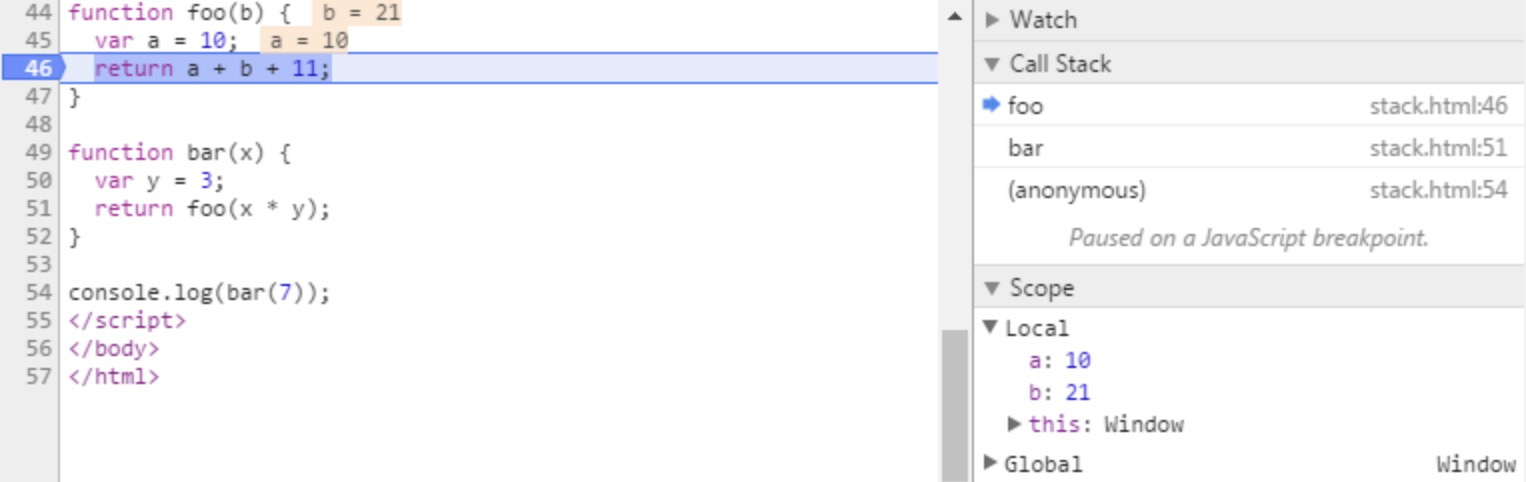 44 function foo(b) { b = 21
45 var a = 10; a = 10
46 return a + b + 11;
47 }
48
49 function bar(x) {
50 var y = 3;
51 return foo(x * y);
52 }
53
54 console.log(bar(7));
55 </script>
56 </body>
57 </html>
Watch
Call Stack
foo stack.html:46
bar stack.html:51
(anonymous) stack.html:54
Paused on a JavaScript breakpoint.
Scope
Local
a: 10
b: 21
this: Window
Global Window